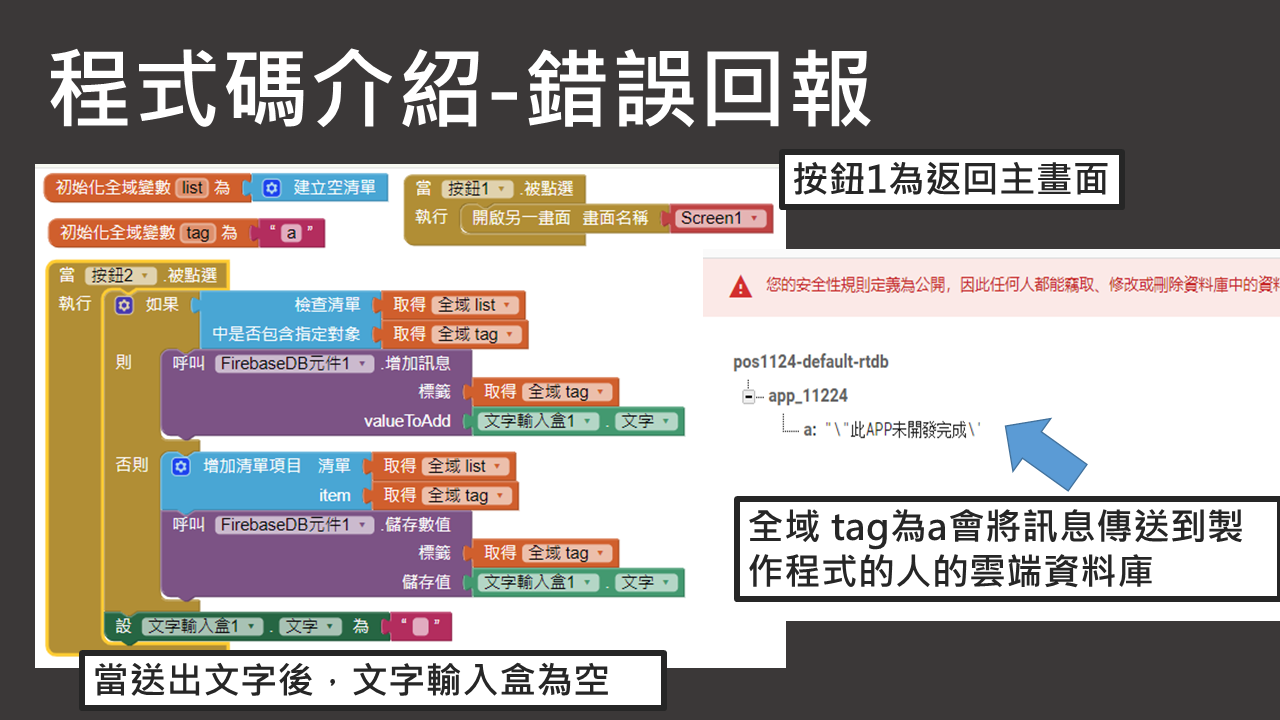 程式碼介紹-錯誤回報
初始化全域變數 list 為 建立空清單
初始化全域變數 tag 為 “ a ”
當 按鈕1 .被點選
執行 開啟另一畫面 畫面名稱 Screen1
按鈕1為返回主畫面
當 按鈕2 .被點選
執行 如果 檢查清單 取得 全域 list
中是否包含指定對象 取得 全域 tag
則 呼叫 FirebaseDB元件1 .增加訊息
標籤 取得 全域 tag
valueToAdd 文字輸入盒1 . 文字
否則 增加清單項目 清單 取得 全域 list
item 取得 全域 tag
呼叫 FirebaseDB元件1 .儲存數值
標籤 取得 全域 tag
儲存值 文字輸入盒1 . 文字
設 文字輸入盒1 . 文字 為 “ ”
當送出文字後，文字輸入盒為空
您的安全性規則定義為公開，因此任何人都能竊取、修改或刪除資料庫中的資料
pos1124-default-rtdb
app_11224
a: "\"此APP未開發完成\"
全域 tag為a會將訊息傳送到製
作程式的人的雲端資料庫